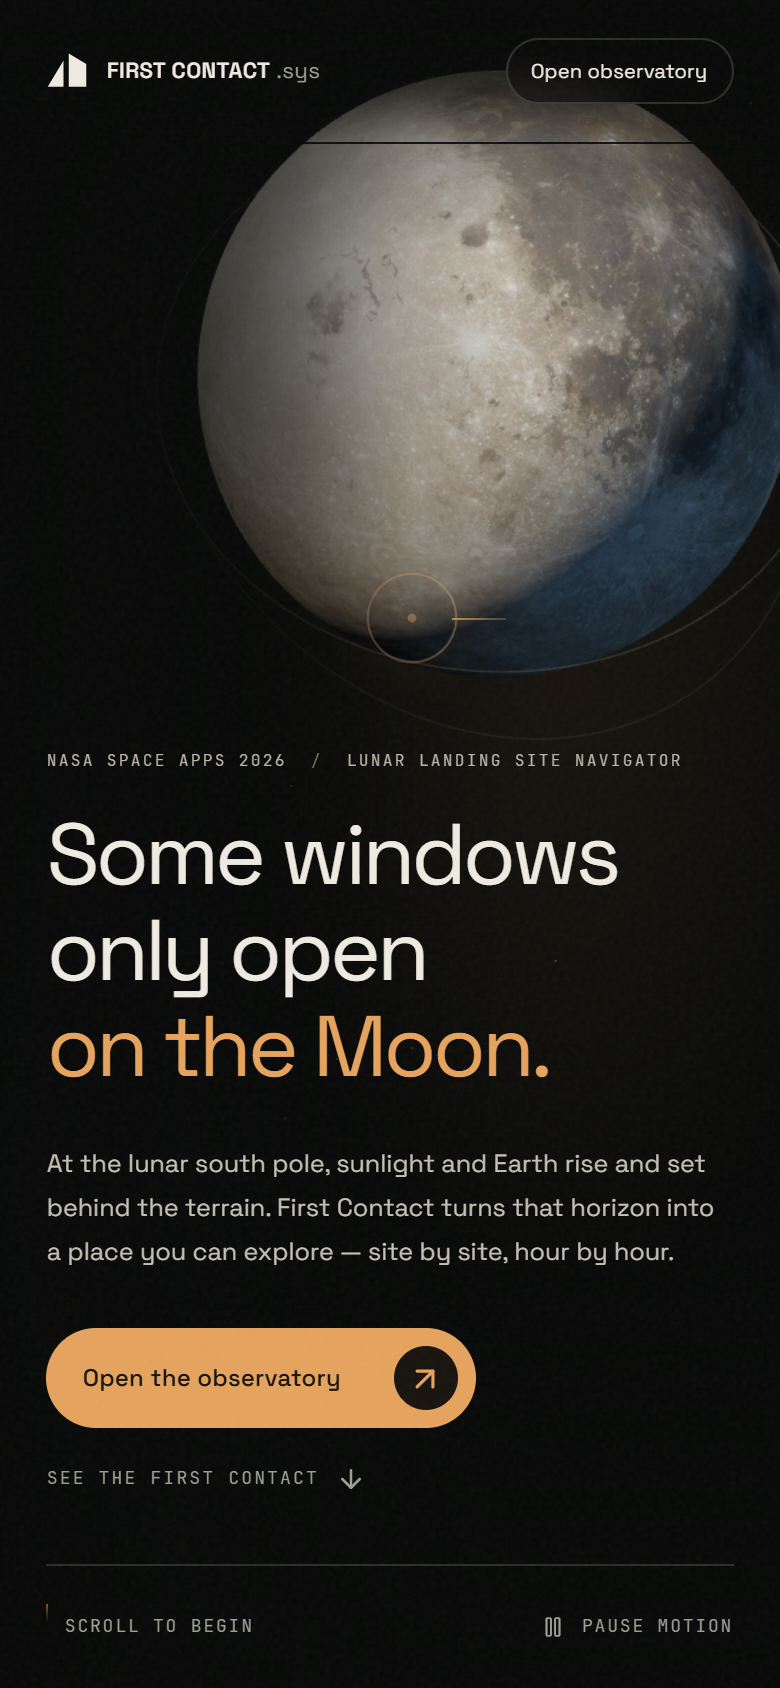 FIRST CONTACT .sys
Open observatory
NASA SPACE APPS 2026 / LUNAR LANDING SITE NAVIGATOR
Some windows
only open
on the Moon.
At the lunar south pole, sunlight and Earth rise and set
behind the terrain. First Contact turns that horizon into
a place you can explore — site by site, hour by hour.
Open the observatory
SEE THE FIRST CONTACT
SCROLL TO BEGIN
PAUSE MOTION